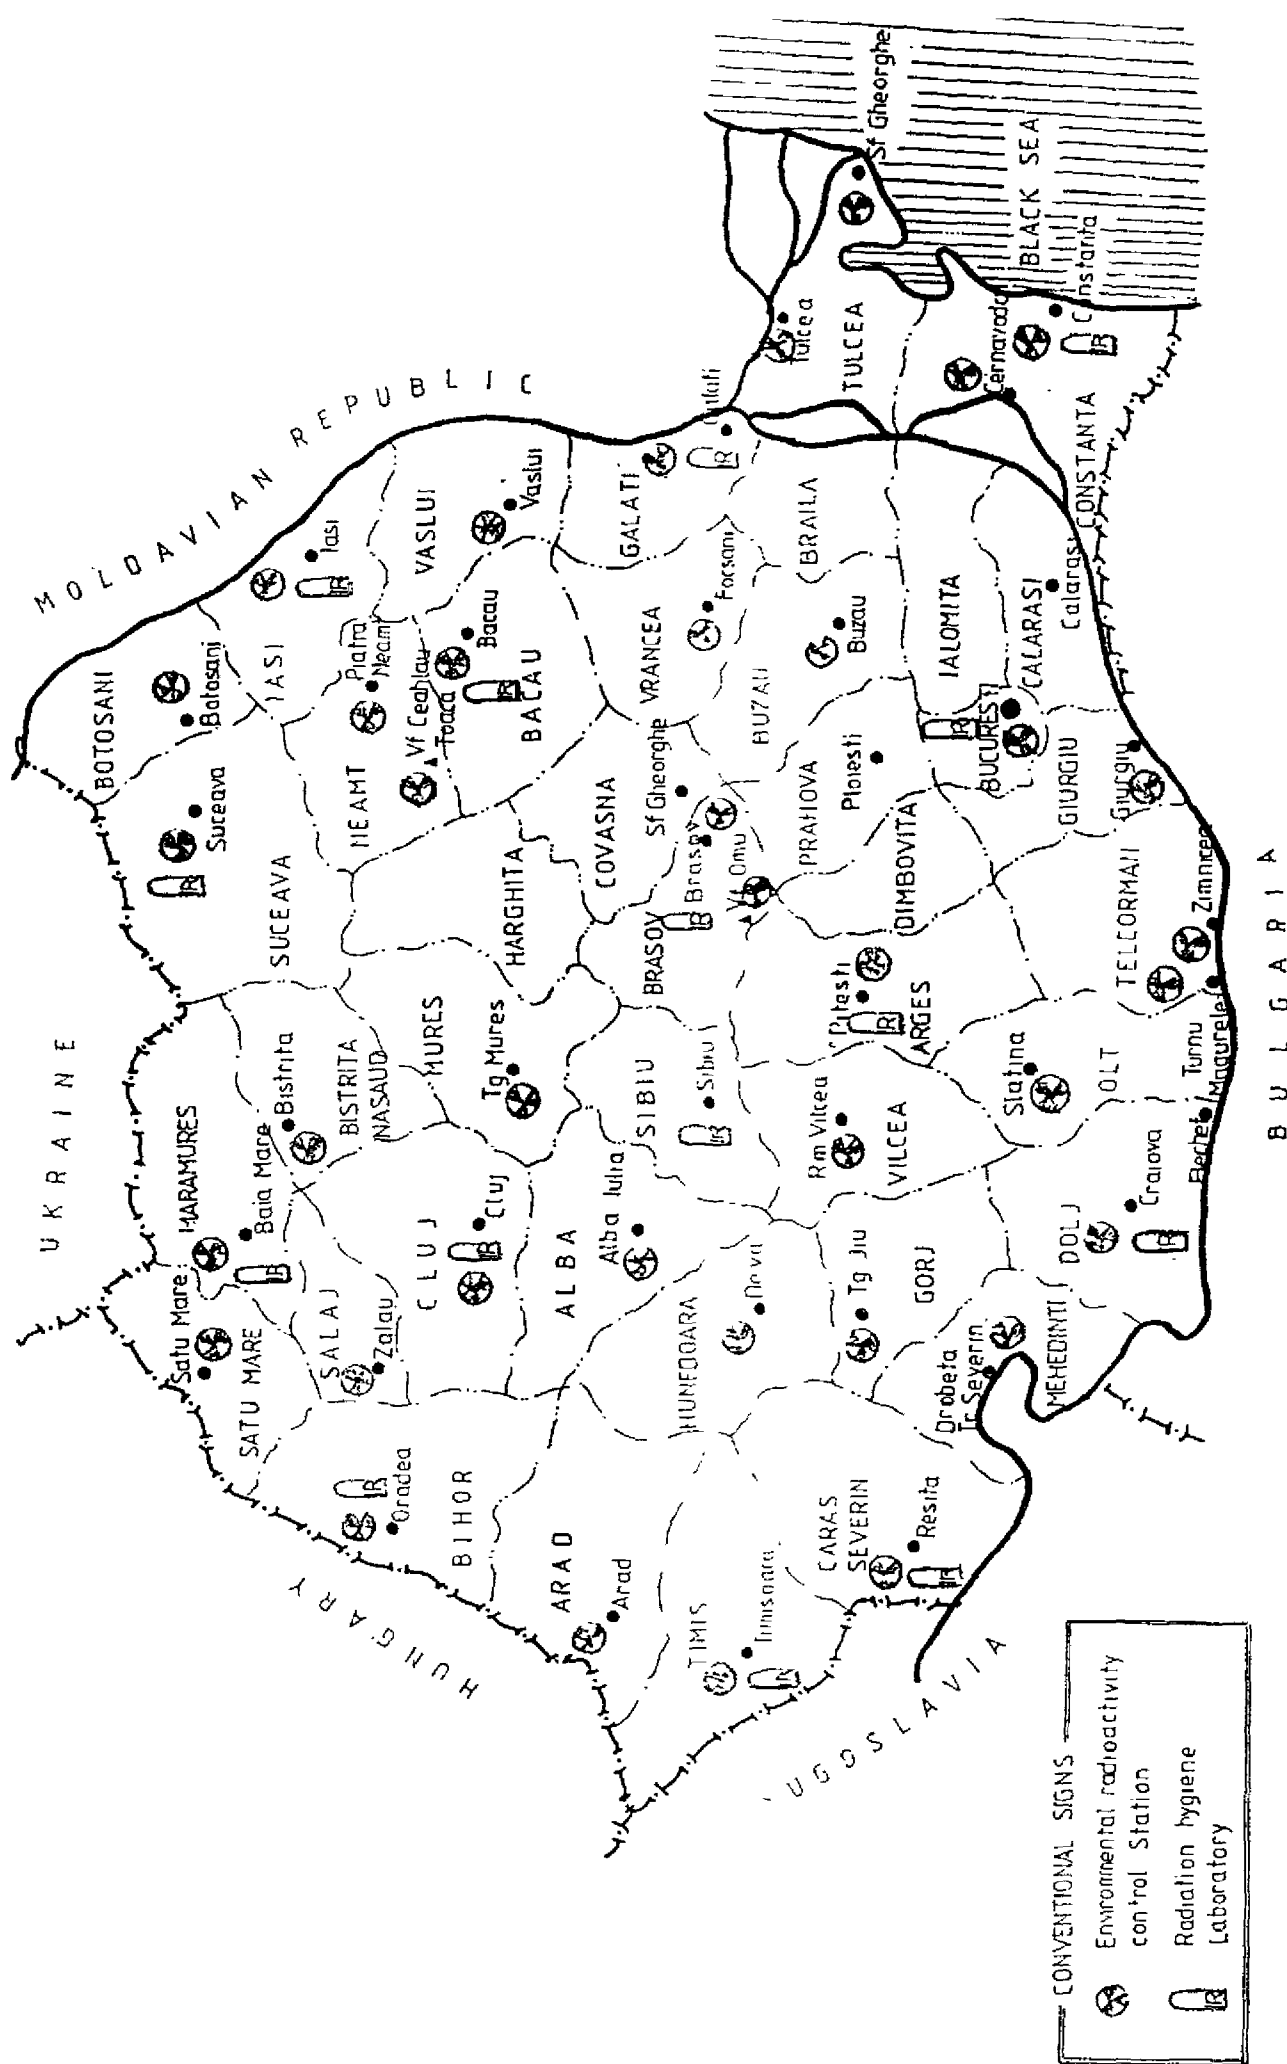 UKRAINE
MOLDAVIAN REPUBLIC
HUNGARY
UGOSLAVIA
BULGARIA
BLACK SEA
Satu Mare
SATU MARE
MARAMURES
Baia Mare
Bistrita
BISTRITA
NASAUD
SUCEAVA
Suceava
BOTOSANI
Batosani
IASI
Iasi
Oradea
BIHOR
SALAJ
Zalau
CLUJ
Cluj
MURES
Tg Mures
HARGHITA
NEAMT
Piatra
Neamt
Vf Ceahlau
Toaca
BACAU
Bacau
VASLUI
Vaslui
ARAD
Arad
ALBA
Alba Iulia
SIBIU
Sibiu
BRASOV
Brasov
COVASNA
Sf Gheorghe
VRANCEA
Focsani
GALATI
TIMIS
Timisoara
HUNEDOARA
Deva
CARAS
SEVERIN
Resita
GORJ
Tg Jiu
VILCEA
Rm Vilcea
ARGES
Pitesti
Vf Omu
DIMBOVITA
PRAHOVA
Ploiesti
BUZAU
Buzau
BRAILA
TULCEA
Tulcea
Sf Gheorghe
MEHEDINTI
Drobeta
Tr Severin
DOLJ
Craiova
Bechet
OLT
Slatina
TELCORMAN
Turnu
Magurele
Zimnicea
GIURGIU
Giurgiu
BUCURESTI
IALOMITA
CALARASI
Calarasi
CONSTANTA
Cernavoda
CONVENTIONAL SIGNS
Environmental radioactivity
control Station
R
Radiation hygiene
Laboratory